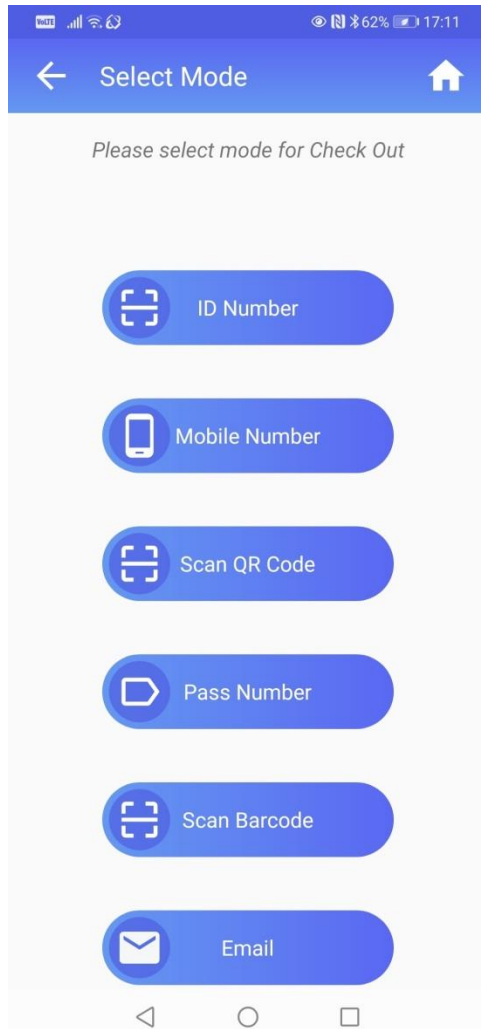 VoLTE 62% 17:11
Select Mode
Please select mode for Check Out
ID Number
Mobile Number
Scan QR Code
Pass Number
Scan Barcode
Email